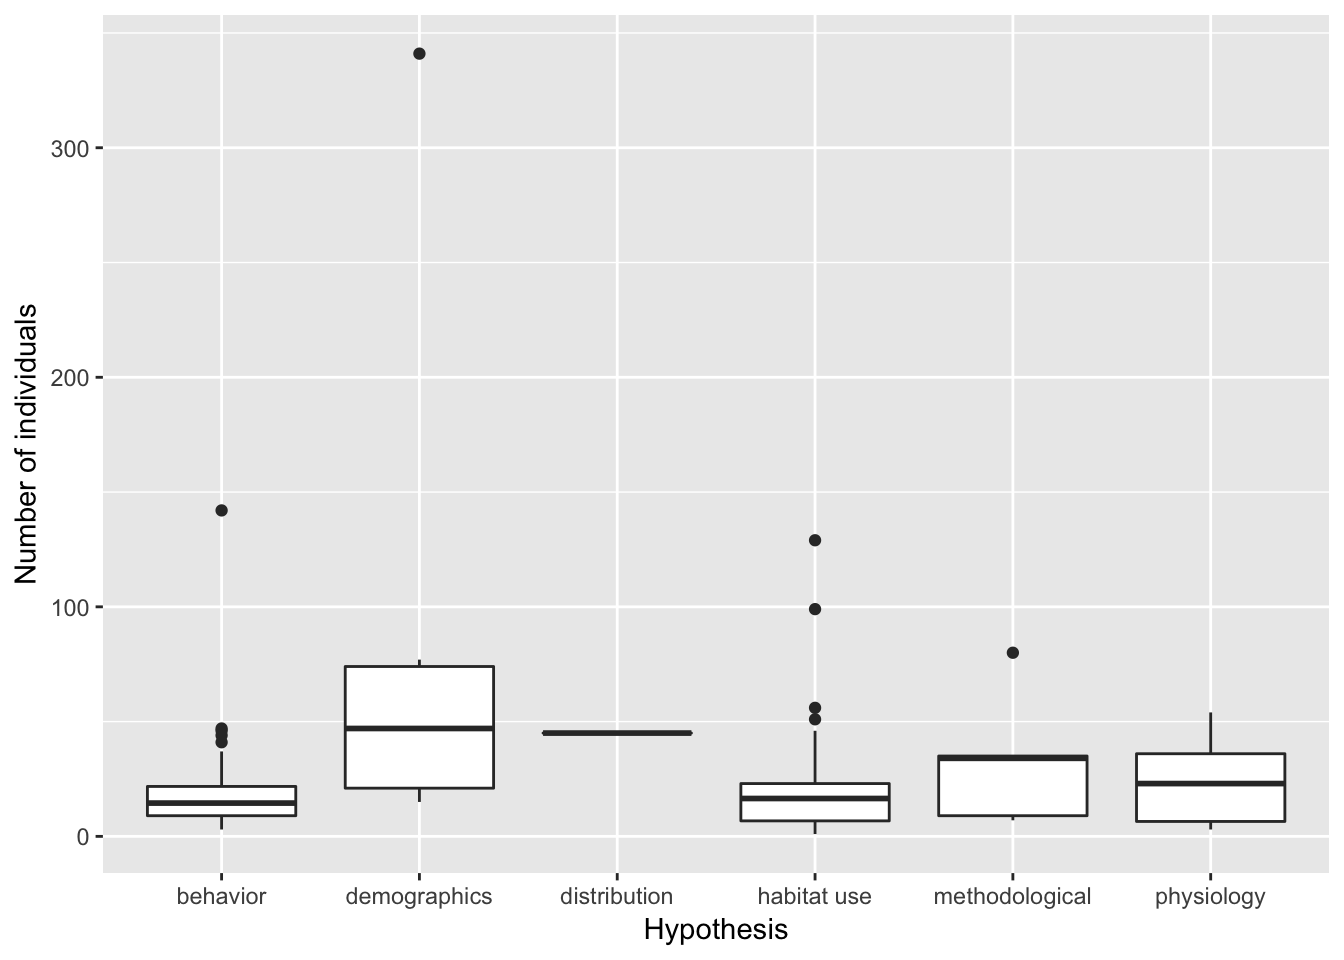 Number of individuals
300
200
100
0
behavior demographics distribution habitat use methodological physiology
Hypothesis